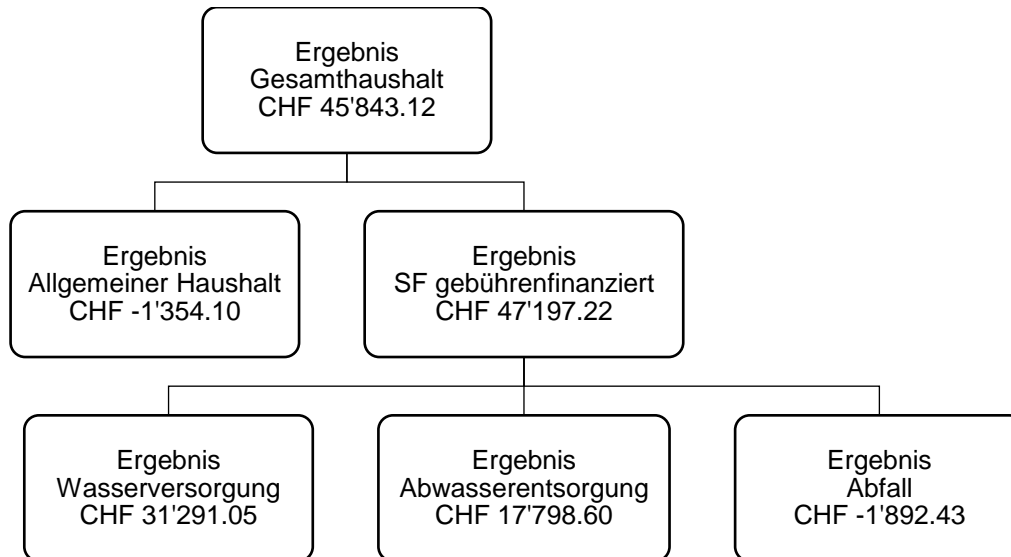 Ergebnis
Gesamthaushalt
CHF 45'843.12
Ergebnis
Allgemeiner Haushalt
CHF -1'354.10
Ergebnis
SF gebührenfinanziert
CHF 47'197.22
Ergebnis
Wasserversorgung
CHF 31'291.05
Ergebnis
Abwasserentsorgung
CHF 17'798.60
Ergebnis
Abfall
CHF -1'892.43